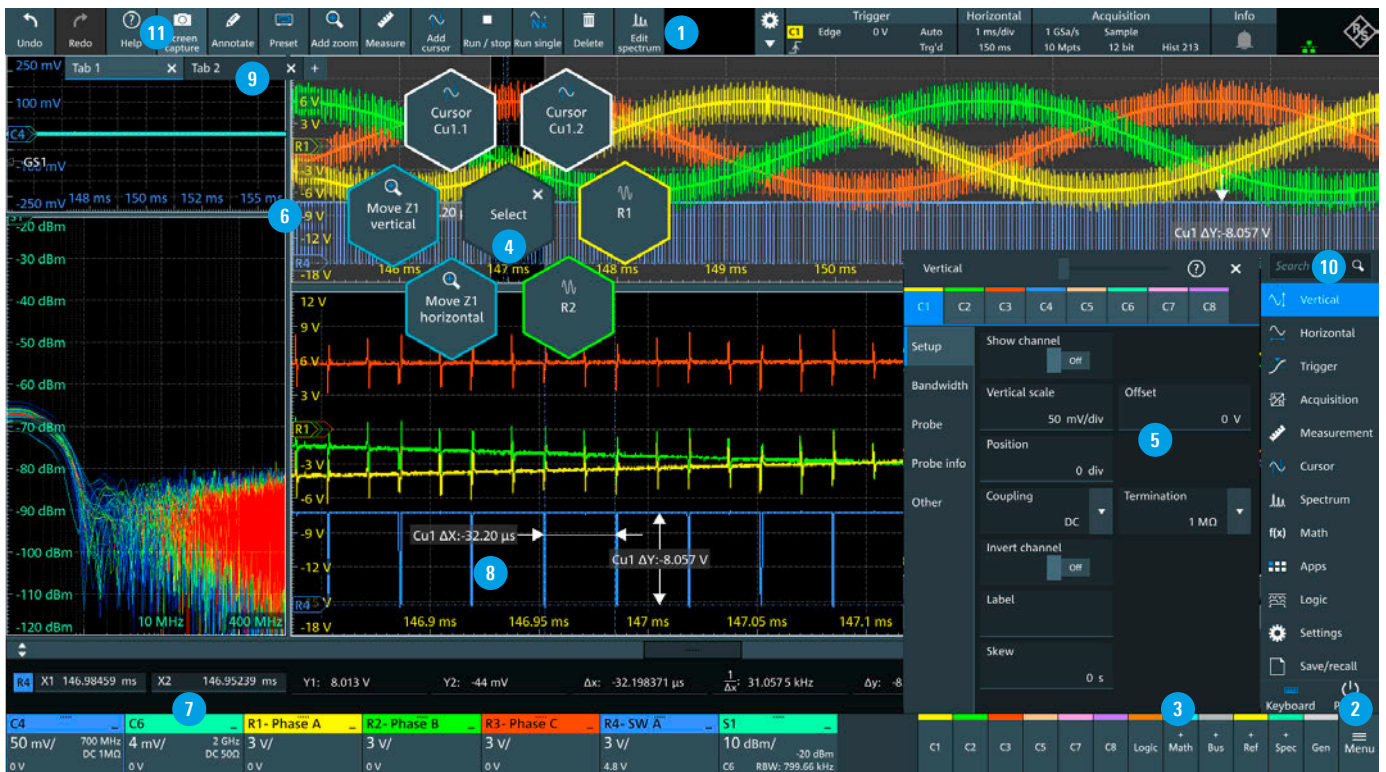 Undo Redo Help Screen capture Annotate Preset Add zoom Measure Add cursor Run / stop Run single Delete Edit spectrum
11
1
Nx
Trigger
C1 Edge 0 V Auto
Trig'd
Horizontal
1 ms/div
150 ms
Acquisition
1 GSa/s Sample
10 Mpts 12 bit Hist 213
Info
R&S
Tab 1 X Tab 2 X +
9
250 mV
100 mV
C4
GS1
-100 mV
-250 mV
148 ms 150 ms 152 ms 155 ms
6
6 V
3 V
R1
-3 V
-6 V
-9 V
-12 V
R4
-18 V
Cursor
Cu1.1
Cursor
Cu1.2
Move Z1
vertical
Select
4
R1
Move Z1
horizontal
R2
146 ms 147 ms 148 ms 149 ms 150 ms
Cu1 ΔY:-8.057 V
S1
-20 dBm
-30 dBm
-40 dBm
-50 dBm
-60 dBm
-70 dBm
-80 dBm
-90 dBm
-100 dBm
-110 dBm
-120 dBm
10 MHz 400 MHz
12 V
9 V
6 V
3 V
R1
-3 V
-6 V
-9 V
-12 V
R4
-18 V
Cu1 ΔX:-32.20 µs
Cu1 ΔY:-8.057 V
8
146.9 ms 146.95 ms 147 ms 147.05 ms 147.1 ms
Vertical
C1 C2 C3 C4 C5 C6 C7 C8
Setup
Bandwidth
Probe
Probe info
Other
Show channel
Off
Vertical scale
50 mV/div
Offset
0 V
5
Position
0 div
Coupling
DC
Termination
1 MΩ
Invert channel
Off
Label
Skew
0 s
Search
10
Vertical
Horizontal
Trigger
Acquisition
Measurement
Cursor
Spectrum
f(x) Math
Apps
Logic
Settings
Save/recall
Keyboard
R4 X1 146.98459 ms X2 146.95239 ms Y1: 8.013 V Y2: -44 mV Δx: -32.198371 µs 1/Δx: 31.0575 kHz Δy: -8
7
C4
50 mV/ 700 MHz
DC 1MΩ
0 V
C6
4 mV/ 2 GHz
DC 50Ω
0 V
R1- Phase A
3 V/
0 V
R2- Phase B
3 V/
0 V
R3- Phase C
3 V/
0 V
R4- SW A
3 V/
4.8 V
S1
10 dBm/
-20 dBm
C6 RBW: 799.66 kHz
3
2
C1 C2 C3 C5 C7 C8 Logic + Math + Bus + Ref + Spec Gen Menu